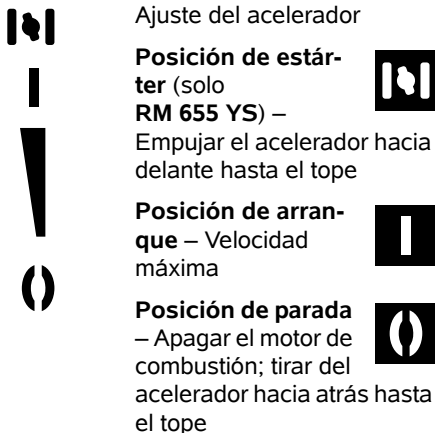 Ajuste del acelerador
Posición de estár-
ter (solo
RM 655 YS) –
Empujar el acelerador hacia
delante hasta el tope
Posición de arran-
que – Velocidad
máxima
Posición de parada
– Apagar el motor de
combustión; tirar del
acelerador hacia atrás hasta
el tope